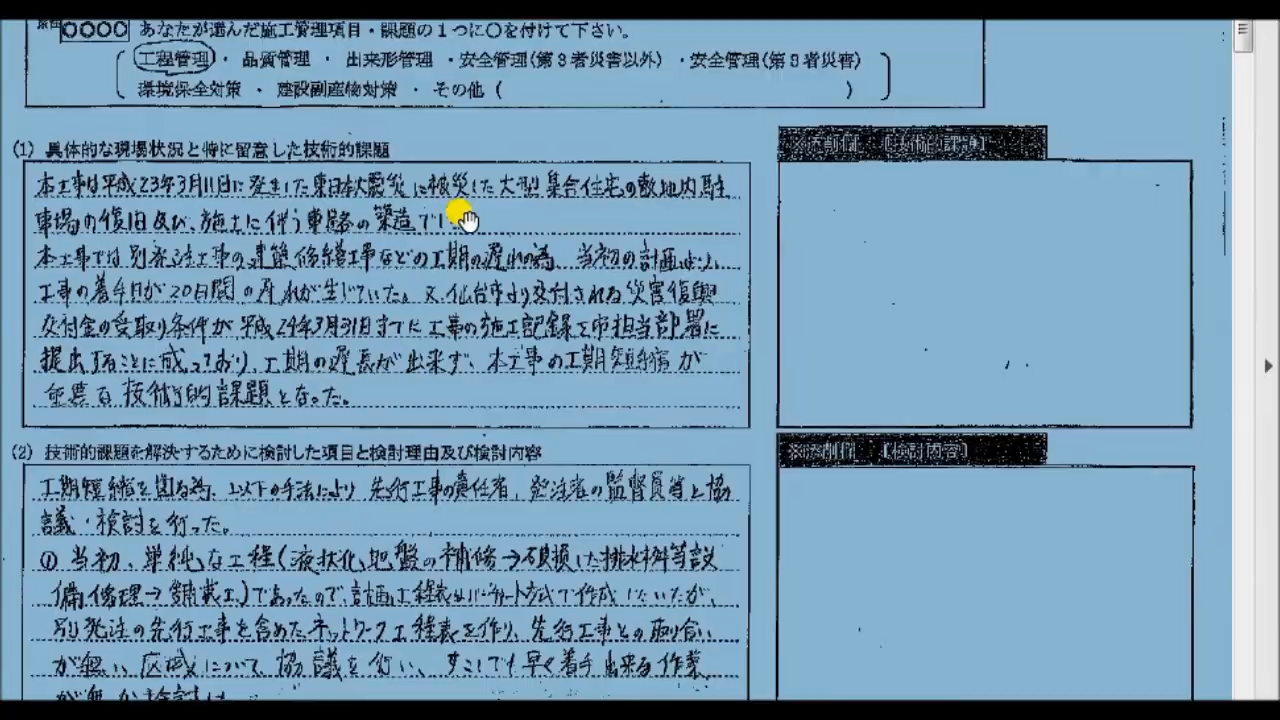 あなたが選んだ施工管理項目・課題の1つに〇を付けて下さい。
工程管理 ・ 品質管理 ・ 出来形管理 ・安全管理(第3者災害以外) ・安全管理(第3者災害)
環境保全対策 ・ 建設副産物対策 ・ その他 ( )
(1) 具体的な現場状況と特に留意した技術的課題
本工事は平成23年3月11日に発生した東日本大震災に被災した大型集合住宅の敷地内駐
車場の復旧及び、施工に伴う車路の築造で
本工事では別発注工事の建築修繕工事などの工期の遅れの為、当初の計画より、
工事の着手日が20日間の遅れが生じていた。又、仙台市より交付される災害復興
交付金の受取り条件が平成24年3月31日までに工事の施工記録を市担当部署に
提出することに成っており、工期の延長が出来ず、本工事の工期短縮が
重要な技術的課題となった。
(2) 技術的課題を解決するために検討した項目と検討理由及び検討内容
工期短縮を図る為、以下の手法により先行工事の責任者、発注者の監督員等と協
議・検討を行った。
① 当初、単純な工程(液状化地盤の補修→破損した排水桝等設
備修理→舗装工)であったので、計画工程表はバーチャート方式で作成していたが、
別発注の先行工事を含めたネットワーク工程表を作り、先行工事との取り合い
が無い区域について、協議を行い、すこしでも早く着手出来る作業
が無いか検討